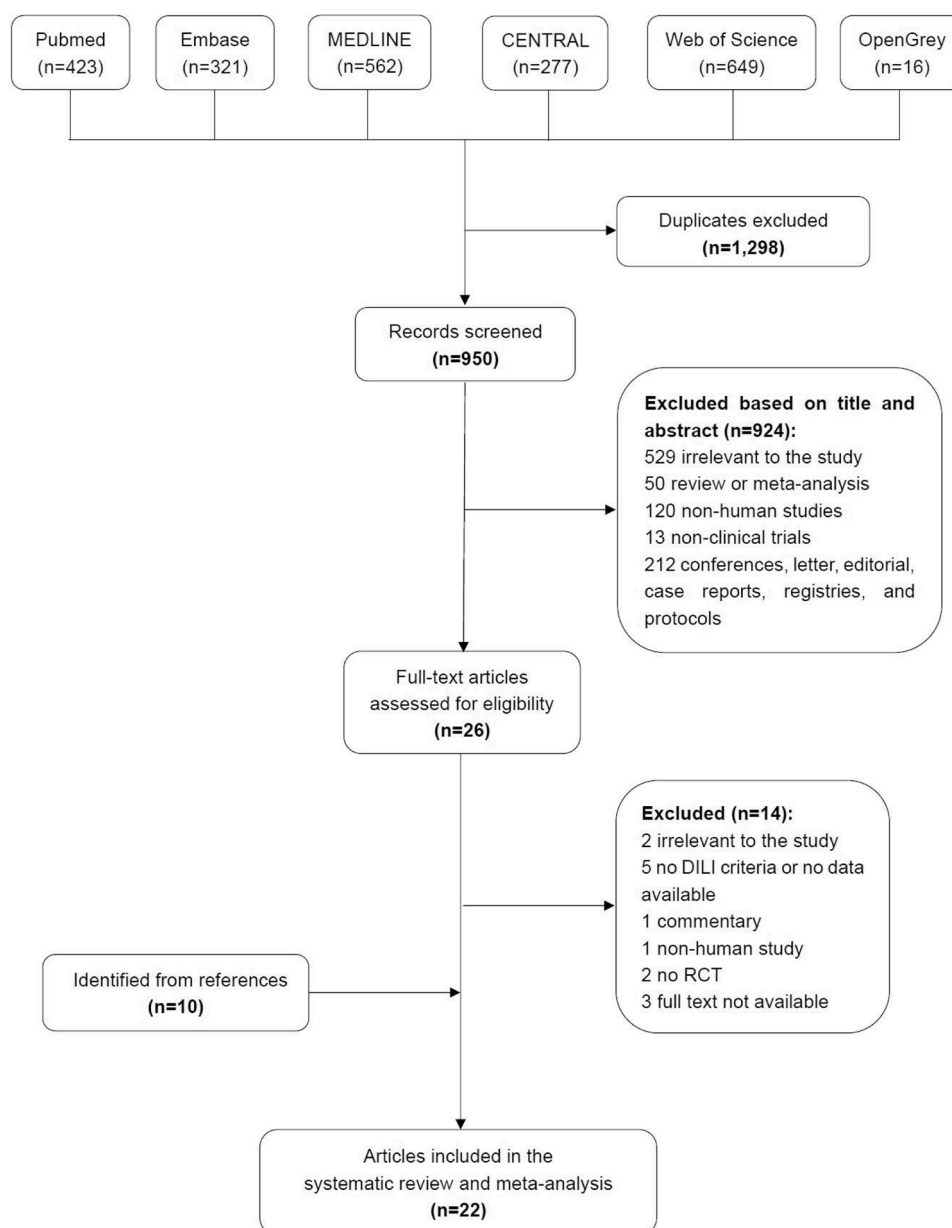 Pubmed
(n=423)
Embase
(n=321)
MEDLINE
(n=562)
CENTRAL
(n=277)
Web of Science
(n=649)
OpenGrey
(n=16)
Duplicates excluded
(n=1,298)
Records screened
(n=950)
Excluded based on title and
abstract (n=924):
529 irrelevant to the study
50 review or meta-analysis
120 non-human studies
13 non-clinical trials
212 conferences, letter, editorial,
case reports, registries, and
protocols
Full-text articles
assessed for eligibility
(n=26)
Excluded (n=14):
2 irrelevant to the study
5 no DILI criteria or no data
available
1 commentary
1 non-human study
2 no RCT
3 full text not available
Identified from references
(n=10)
Articles included in the
systematic review and meta-analysis
(n=22)